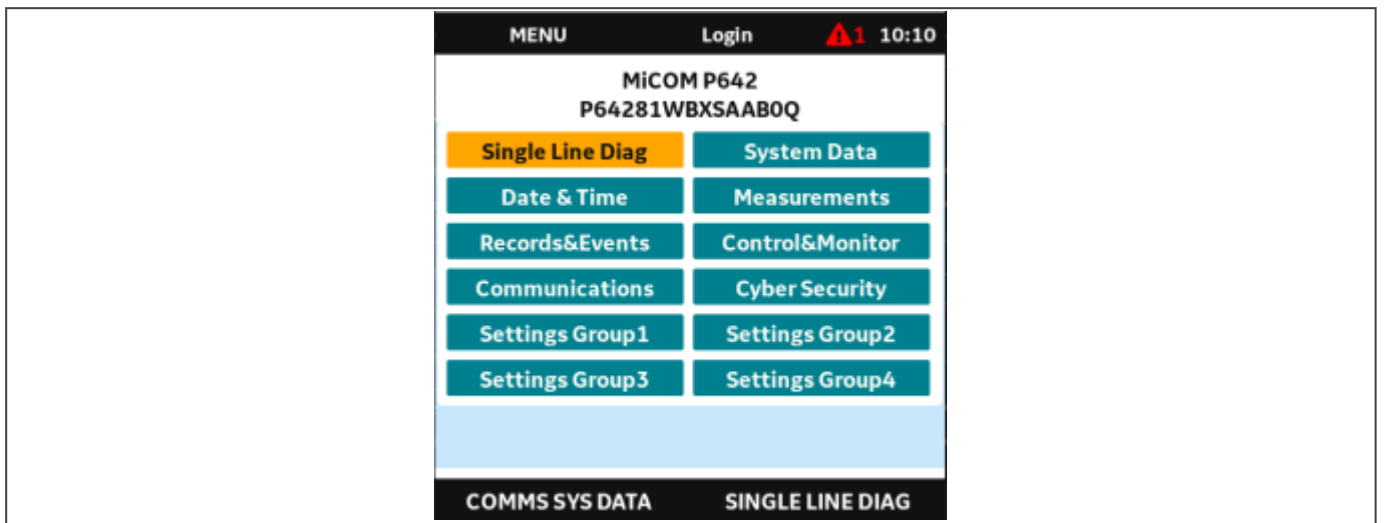 MENU Login 1 10:10
MiCOM P642
P64281WBXSAAB0Q
Single Line Diag System Data
Date & Time Measurements
Records&Events Control&Monitor
Communications Cyber Security
Settings Group1 Settings Group2
Settings Group3 Settings Group4
COMMS SYS DATA SINGLE LINE DIAG